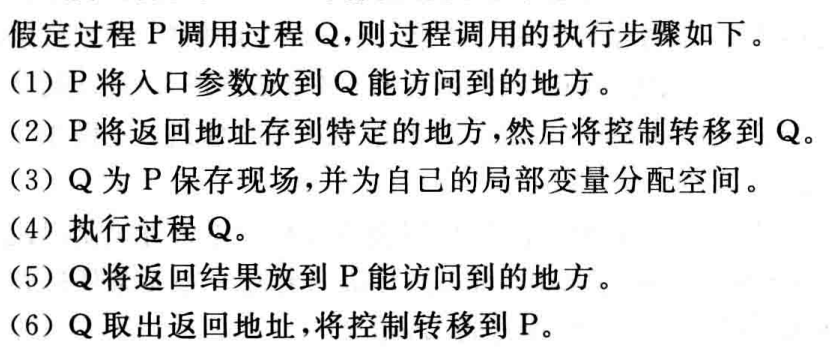 假定过程 P 调用过程 Q,则过程调用的执行步骤如下。
(1) P 将入口参数放到 Q 能访问到的地方。
(2) P 将返回地址存到特定的地方,然后将控制转移到 Q。
(3) Q 为 P 保存现场,并为自己的局部变量分配空间。
(4) 执行过程 Q。
(5) Q 将返回结果放到 P 能访问到的地方。
(6) Q 取出返回地址,将控制转移到 P。